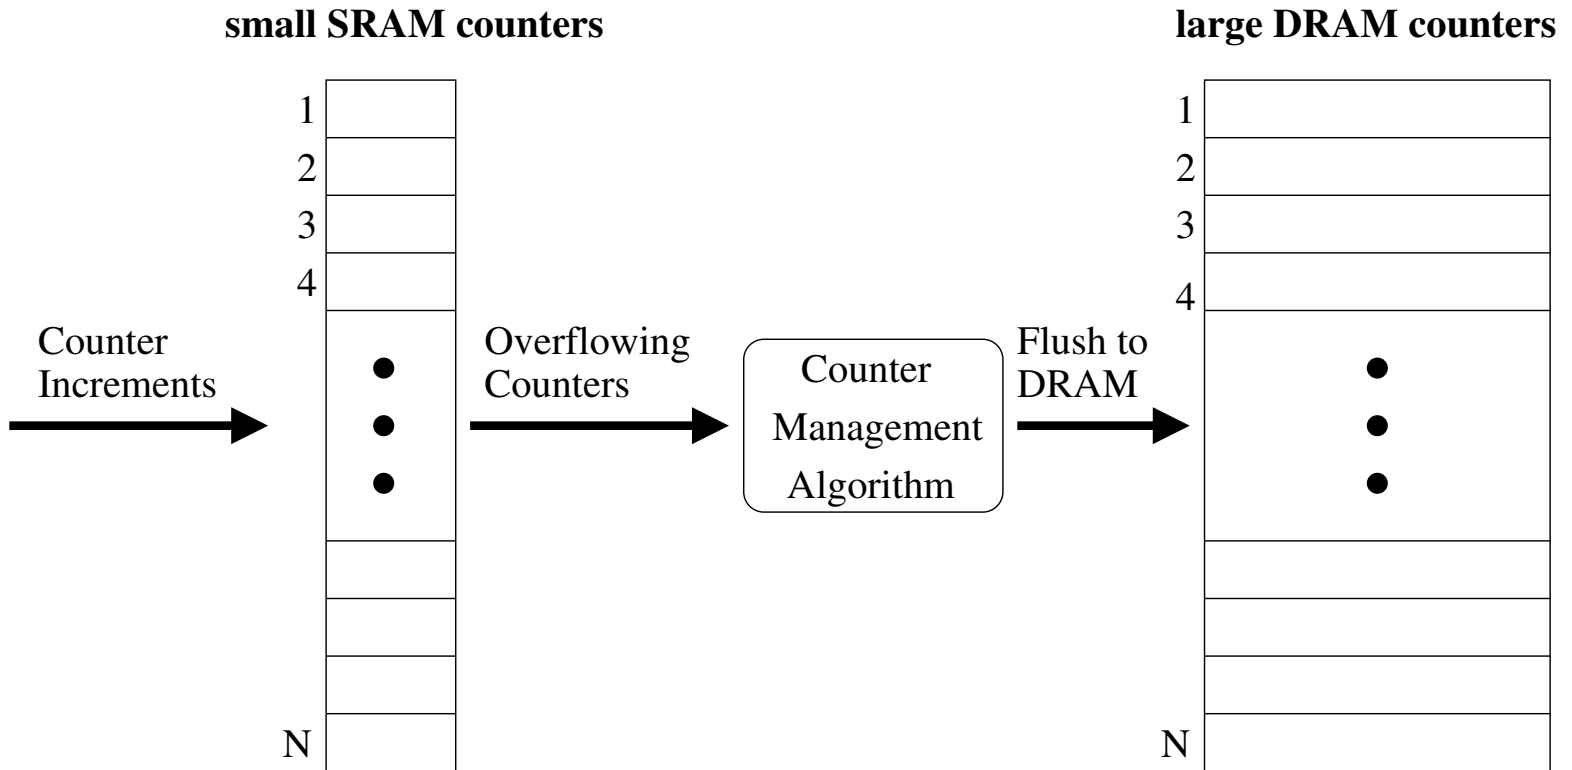 small SRAM counters
large DRAM counters
1
2
3
4
N
Counter
Increments
Overflowing
Counters
Counter
Management
Algorithm
Flush to
DRAM
1
2
3
4
N